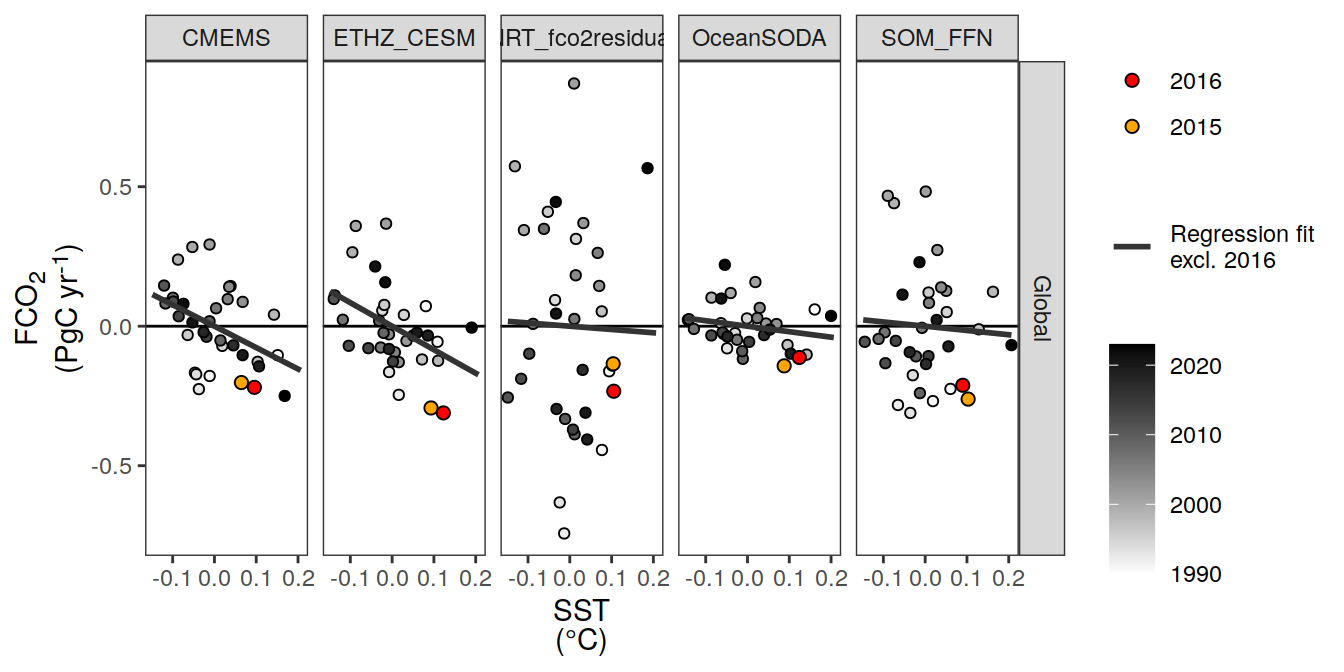 CMEMS
ETHZ_CESM
NRT_fco2residua
OceanSODA
SOM_FFN
Global
0.5
0.0
-0.5
FCO₂
(PgC yr⁻¹)
-0.1 0.0 0.1 0.2
-0.1 0.0 0.1 0.2
-0.1 0.0 0.1 0.2
-0.1 0.0 0.1 0.2
-0.1 0.0 0.1 0.2
SST
(°C)
2016
2015
Regression fit
excl. 2016
2020
2010
2000
1990